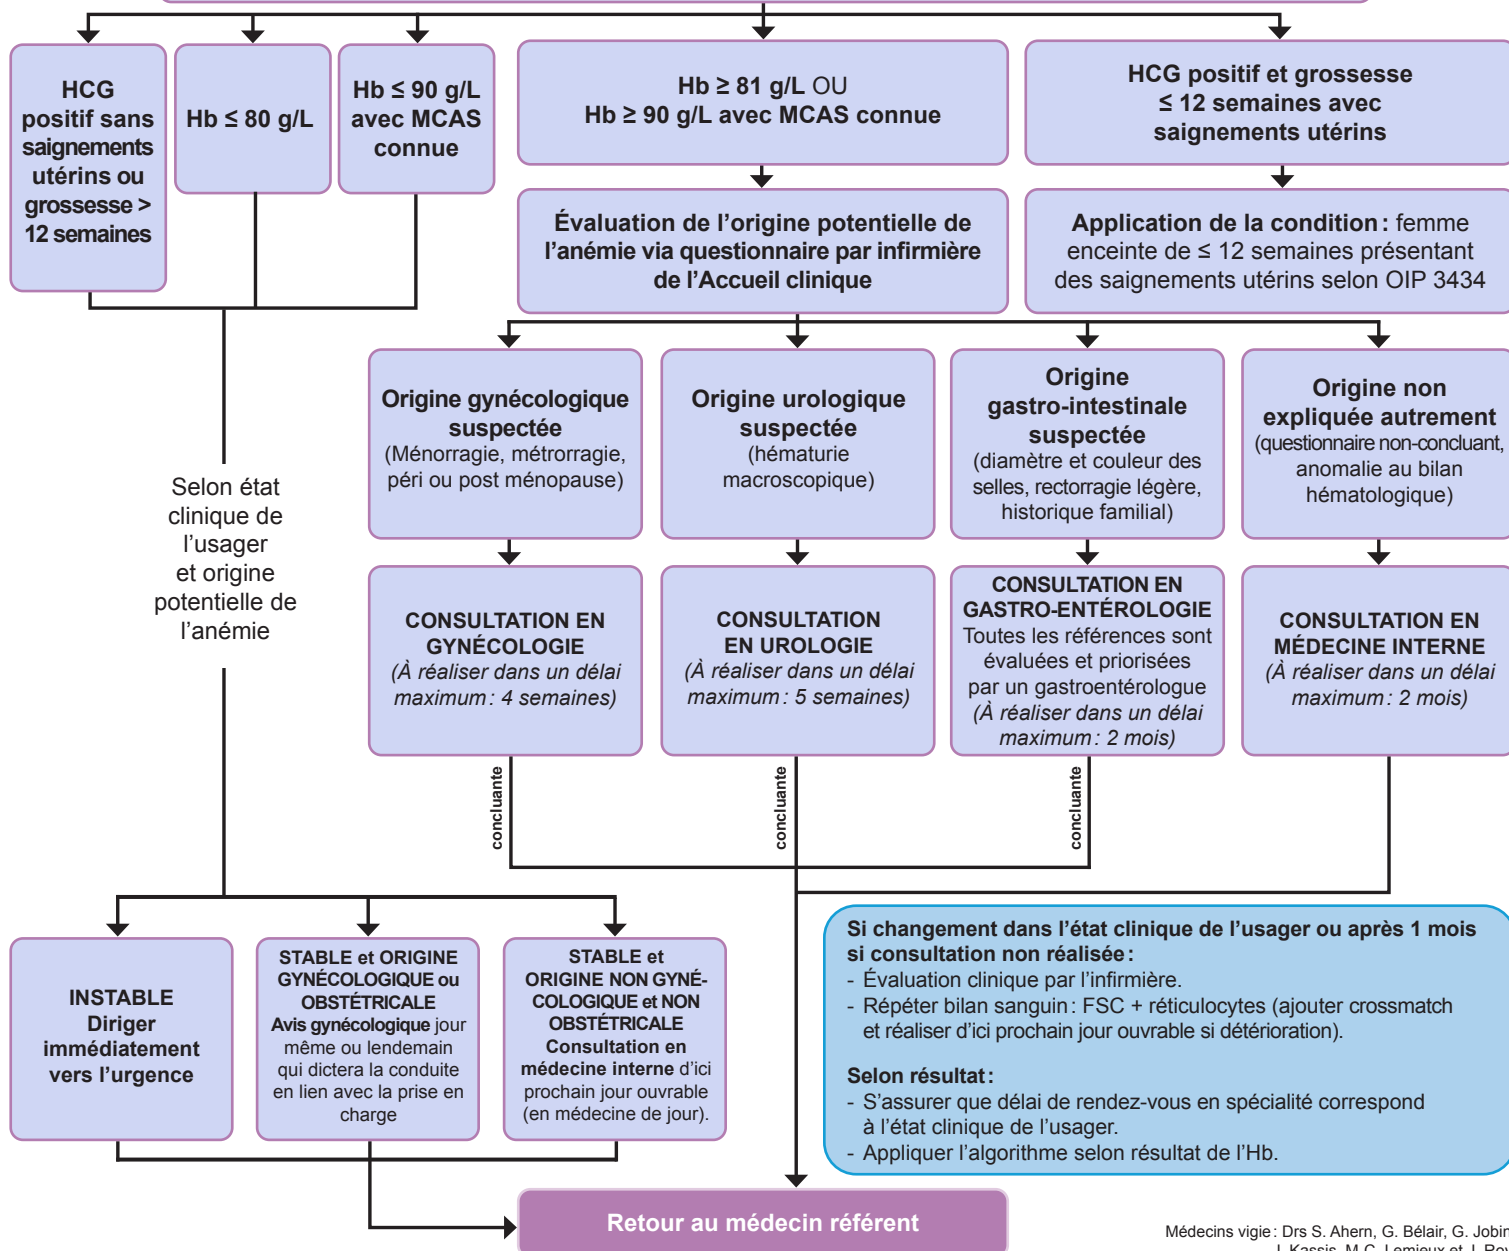 HCG
positif sans
saignements
utérins ou
grossesse >
12 semaines
Hb ≤ 80 g/L
Hb ≤ 90 g/L
avec MCAS
connue
Hb ≥ 81 g/L OU
Hb ≥ 90 g/L avec MCAS connue
HCG positif et grossesse
≤ 12 semaines avec
saignements utérins
Évaluation de l’origine potentielle de
l’anémie via questionnaire par infirmière
de l’Accueil clinique
Application de la condition : femme
enceinte de ≤ 12 semaines présentant
des saignements utérins selon OIP 3434
Selon état
clinique de
l’usager
et origine
potentielle de
l’anémie
Origine gynécologique
suspectée
(Ménorragie, métrorragie,
péri ou post ménopause)
Origine urologique
suspectée
(hématurie
macroscopique)
Origine
gastro-intestinale
suspectée
(diamètre et couleur des
selles, rectorragie légère,
historique familial)
Origine non
expliquée autrement
(questionnaire non-concluant,
anomalie au bilan
hématologique)
CONSULTATION EN
GYNÉCOLOGIE
(À réaliser dans un délai
maximum : 4 semaines)
CONSULTATION
EN UROLOGIE
(À réaliser dans un délai
maximum : 5 semaines)
CONSULTATION EN
GASTRO-ENTÉROLOGIE
Toutes les références sont
évaluées et priorisées
par un gastroentérologue
(À réaliser dans un délai
maximum : 2 mois)
CONSULTATION EN
MÉDECINE INTERNE
(À réaliser dans un délai
maximum : 2 mois)
concluante
concluante
concluante
INSTABLE
Diriger
immédiatement
vers l’urgence
STABLE et ORIGINE
GYNÉCOLOGIQUE ou
OBSTÉTRICALE
Avis gynécologique jour
même ou lendemain
qui dictera la conduite
en lien avec la prise en
charge
STABLE et
ORIGINE NON GYNÉ-
COLOGIQUE et NON
OBSTÉTRICALE
Consultation en
médecine interne d’ici
prochain jour ouvrable
(en médecine de jour).
Si changement dans l’état clinique de l’usager ou après 1 mois
si consultation non réalisée :
- Évaluation clinique par l’infirmière.
- Répéter bilan sanguin : FSC + réticulocytes (ajouter crossmatch
et réaliser d’ici prochain jour ouvrable si détérioration).
Selon résultat :
- S’assurer que délai de rendez-vous en spécialité correspond
à l’état clinique de l’usager.
- Appliquer l’algorithme selon résultat de l’Hb.
Retour au médecin référent
Médecins vigie : Drs S. Ahern, G. Bélair, G. Jobin
J. Kassis, M-C. Lemieux et J. Roy